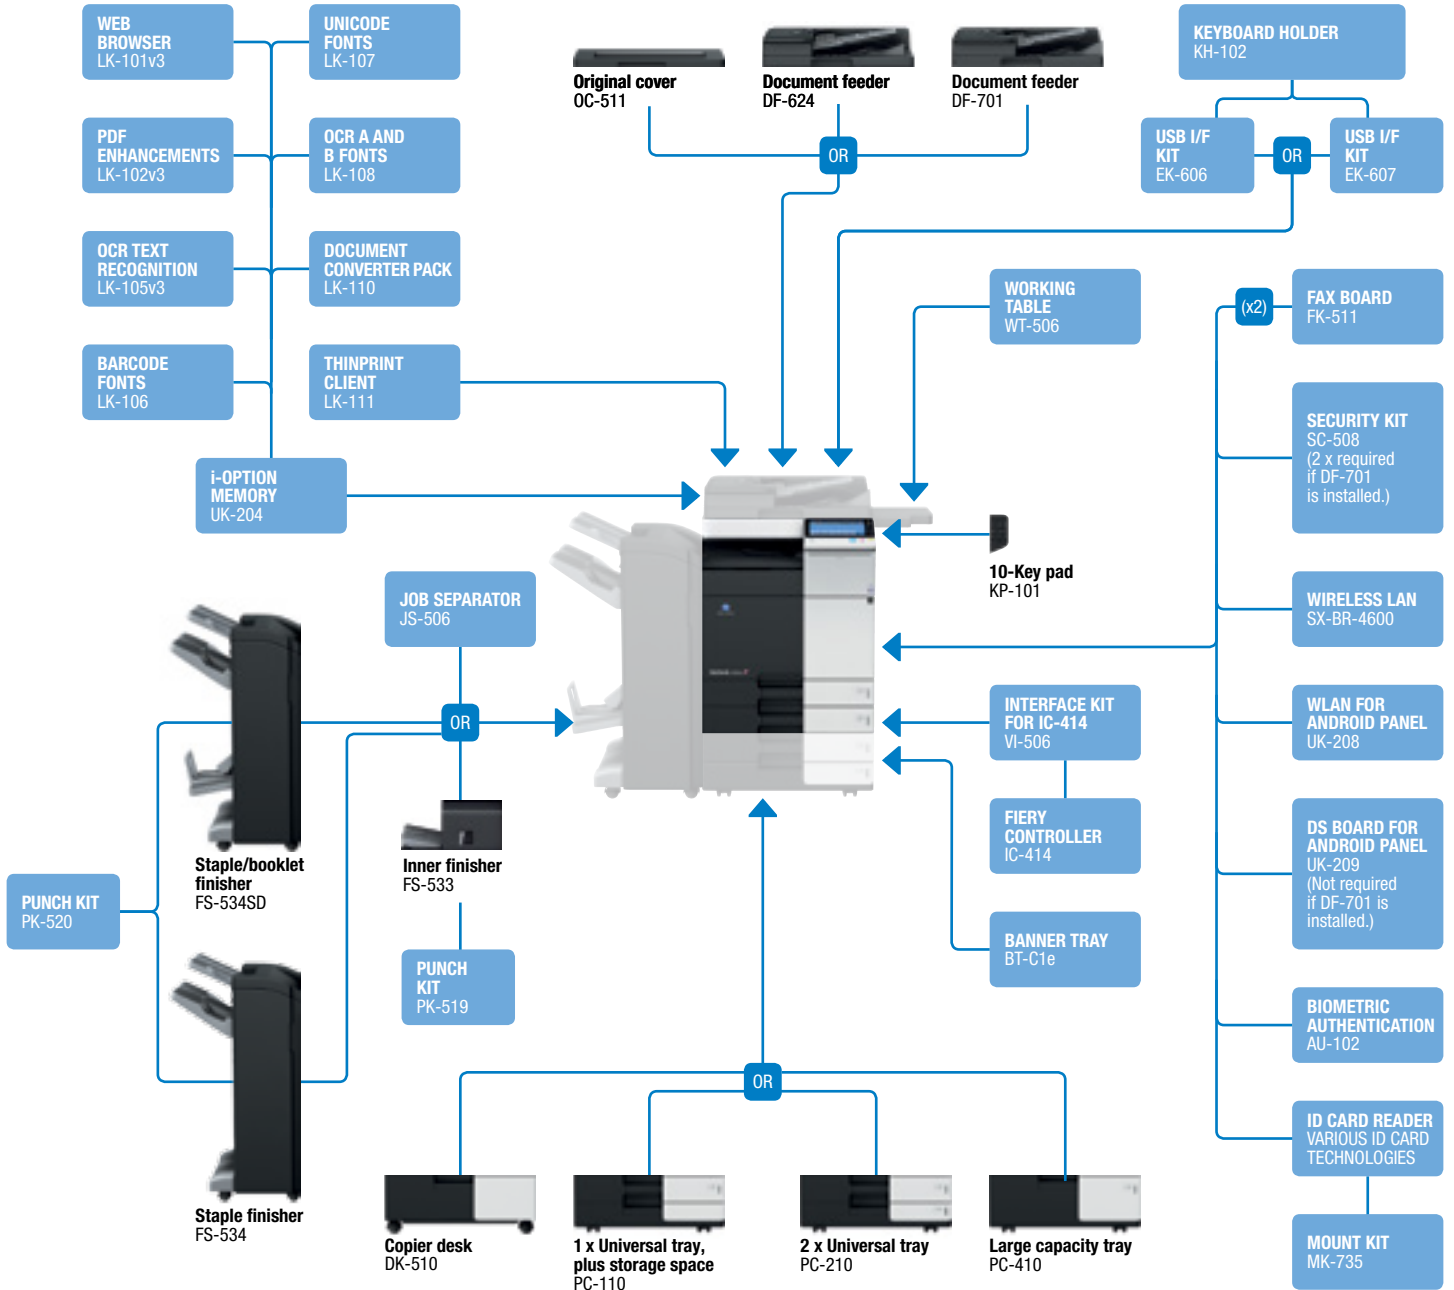 WEB
BROWSER
LK-101v3
UNICODE
FONTS
LK-107
PDF
ENHANCEMENTS
LK-102v3
OCR A AND
B FONTS
LK-108
OCR TEXT
RECOGNITION
LK-105v3
DOCUMENT
CONVERTER PACK
LK-110
BARCODE
FONTS
LK-106
THINPRINT
CLIENT
LK-111
i-OPTION
MEMORY
UK-204
Original cover
OC-511
Document feeder
DF-624
Document feeder
DF-701
OR
KEYBOARD HOLDER
KH-102
USB I/F
KIT
EK-606
OR
USB I/F
KIT
EK-607
WORKING
TABLE
WT-506
(x2)
FAX BOARD
FK-511
SECURITY KIT
SC-508
(2 x required
if DF-701
is installed.)
10-Key pad
KP-101
WIRELESS LAN
SX-BR-4600
JOB SEPARATOR
JS-506
OR
INTERFACE KIT
FOR IC-414
VI-506
WLAN FOR
ANDROID PANEL
UK-208
FIERY
CONTROLLER
IC-414
DS BOARD FOR
ANDROID PANEL
UK-209
(Not required
if DF-701 is
installed.)
Staple/booklet
finisher
FS-534SD
Inner finisher
FS-533
PUNCH KIT
PK-520
PUNCH
KIT
PK-519
BANNER TRAY
BT-C1e
BIOMETRIC
AUTHENTICATION
AU-102
OR
ID CARD READER
VARIOUS ID CARD
TECHNOLOGIES
Staple finisher
FS-534
Copier desk
DK-510
1 x Universal tray,
plus storage space
PC-110
2 x Universal tray
PC-210
Large capacity tray
PC-410
MOUNT KIT
MK-735